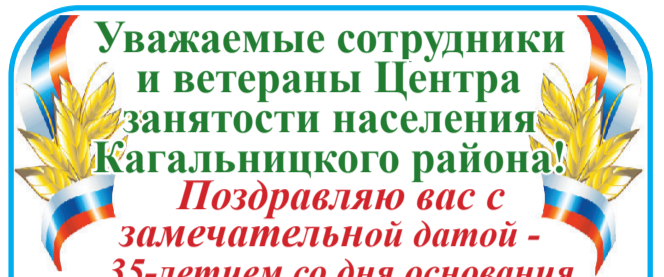 Уважаемые сотрудники
и ветераны Центра
занятости населения
Кагальницкого района!
Поздравляю вас с
замечательной датой -
35-летием со дня основания